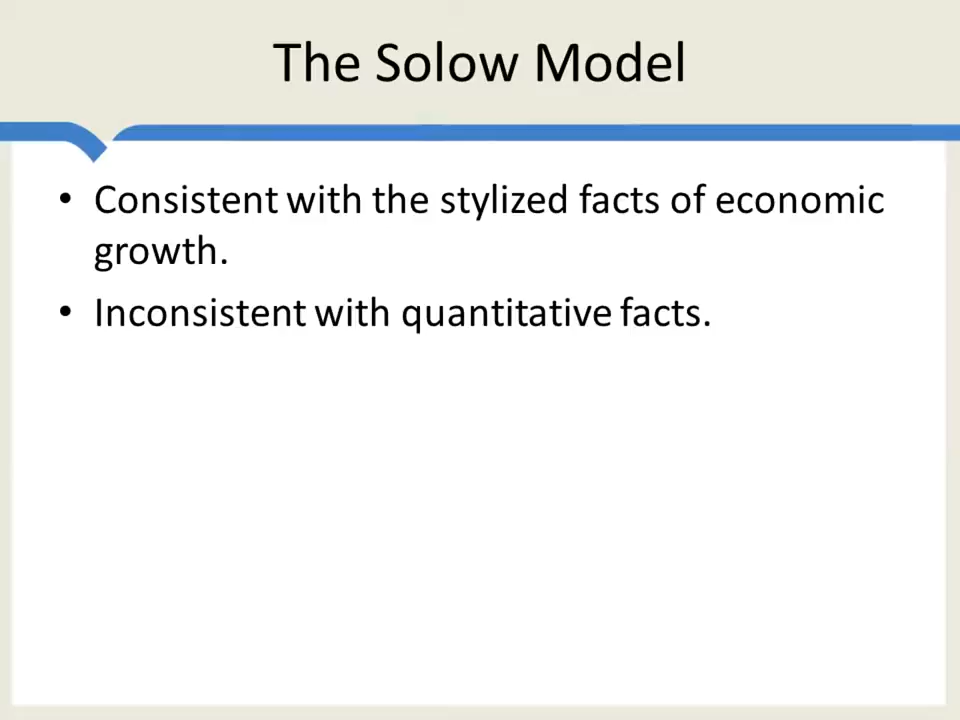 The Solow Model
• Consistent with the stylized facts of economic
growth.
• Inconsistent with quantitative facts.